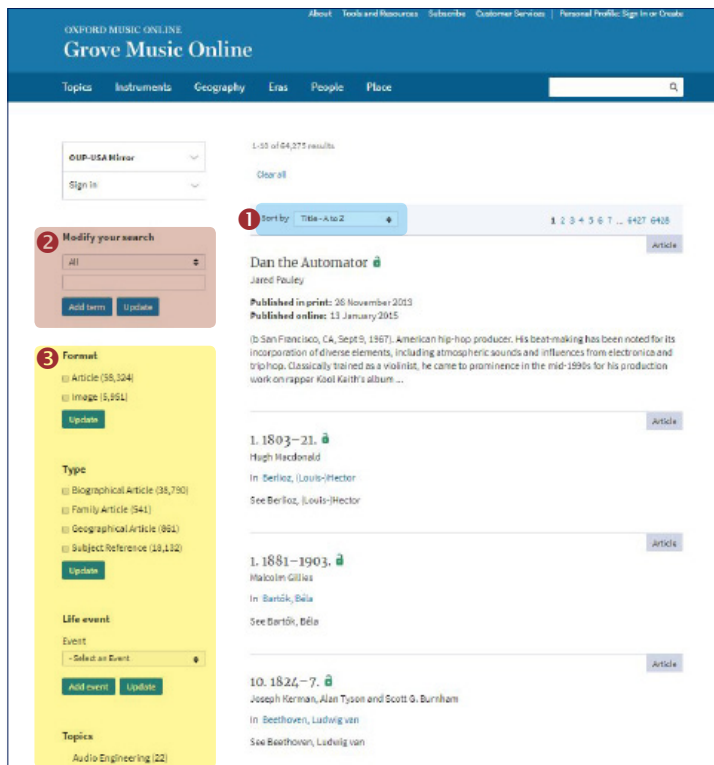 About Tools and Resources Subscribe Customer Services | Personal Profile: Sign in or Create
OXFORD MUSIC ONLINE
Grove Music Online
Topics Instruments Geography Eras People Place
OUP-USA Mirror
Sign in
1-10 of 64,275 results
Clear all
1 Sort by Title - A to Z
1 2 3 4 5 6 7 ... 6427 6428
2 Modify your search
All
Add term Update
3 Format
Article (58,324)
Image (5,951)
Update
Type
Biographical Article (38,790)
Family Article (541)
Geographical Article (861)
Subject Reference (18,132)
Update
Life event
Event
- Select an Event
Add event Update
Topics
Audio Engineering (22)
Article
Dan the Automator
Jared Pauley
Published in print: 26 November 2013
Published online: 13 January 2015
(b San Francisco, CA, Sept 9, 1967). American hip-hop producer. His beat-making has been noted for its
incorporation of diverse elements, including atmospheric sounds and influences from electronica and
trip hop. Classically trained as a violinist, he came to prominence in the mid-1990s for his production
work on rapper Kool Keith's album ...
Article
1. 1803–21.
Hugh Macdonald
In Berlioz, (Louis-)Hector
See Berlioz, (Louis-)Hector
Article
1. 1881–1903.
Malcolm Gillies
In Bartók, Béla
See Bartók, Béla
Article
10. 1824–7.
Joseph Kerman, Alan Tyson and Scott G. Burnham
In Beethoven, Ludwig van
See Beethoven, Ludwig van